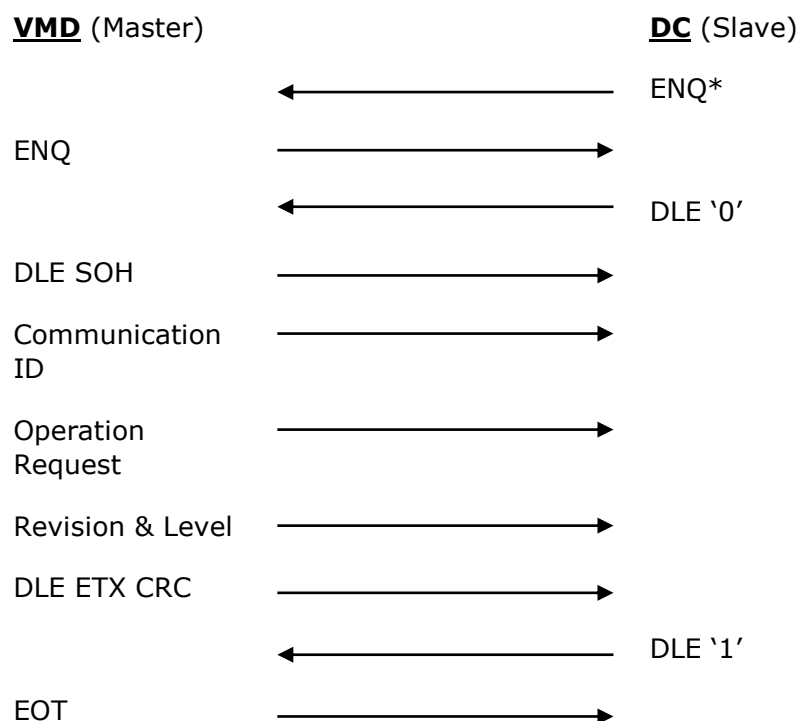 VMD (Master) DC (Slave)
ENQ*
ENQ
DLE ‘0’
DLE SOH
Communication
ID
Operation
Request
Revision & Level
DLE ETX CRC
DLE ‘1’
EOT